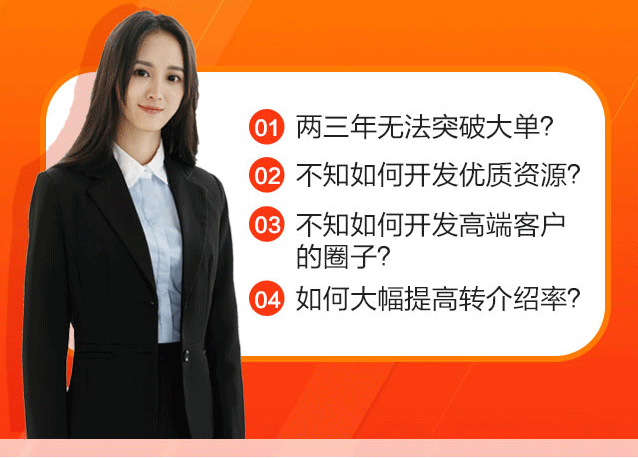 01 两三年无法突破大单？
02 不知如何开发优质资源？
03 不知如何开发高端客户
的圈子？
04 如何大幅提高转介绍率？